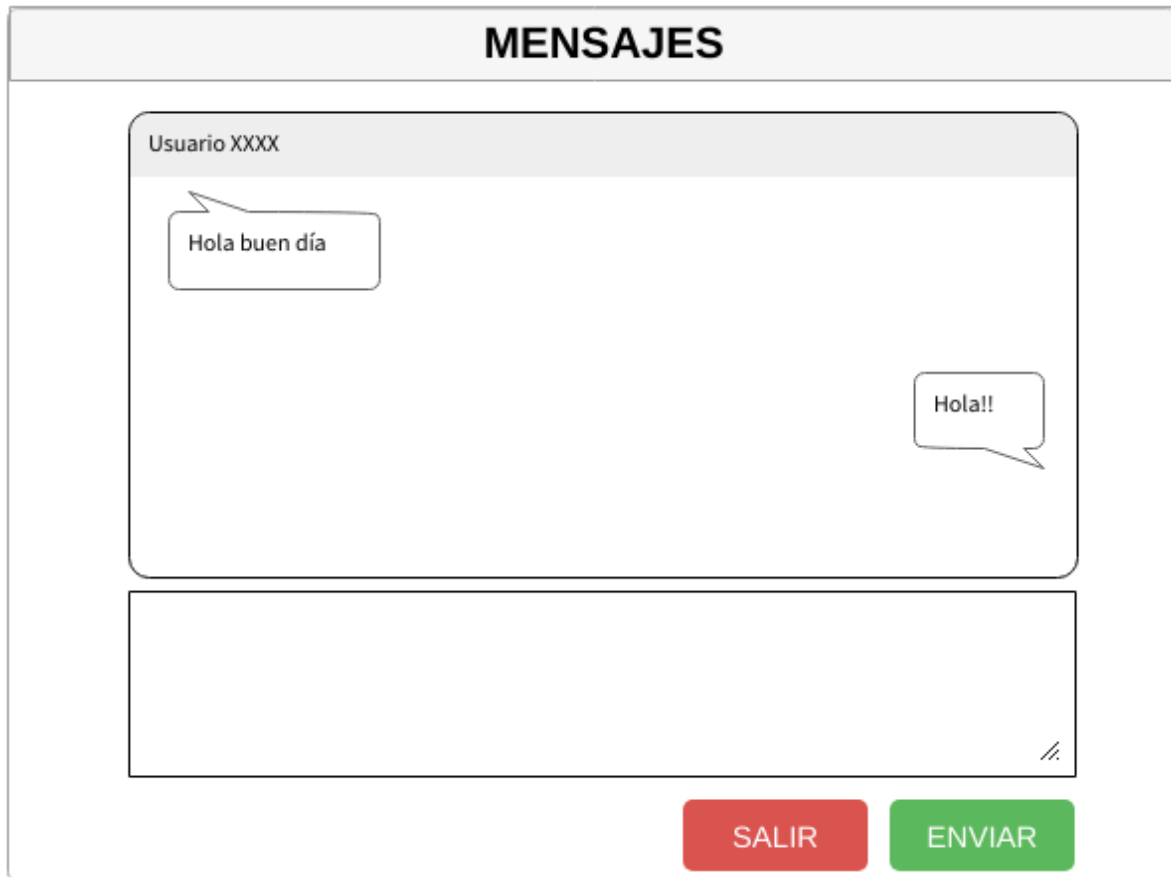 MENSAJES
Usuario XXXX
Hola buen día
Hola!!
SALIR
ENVIAR